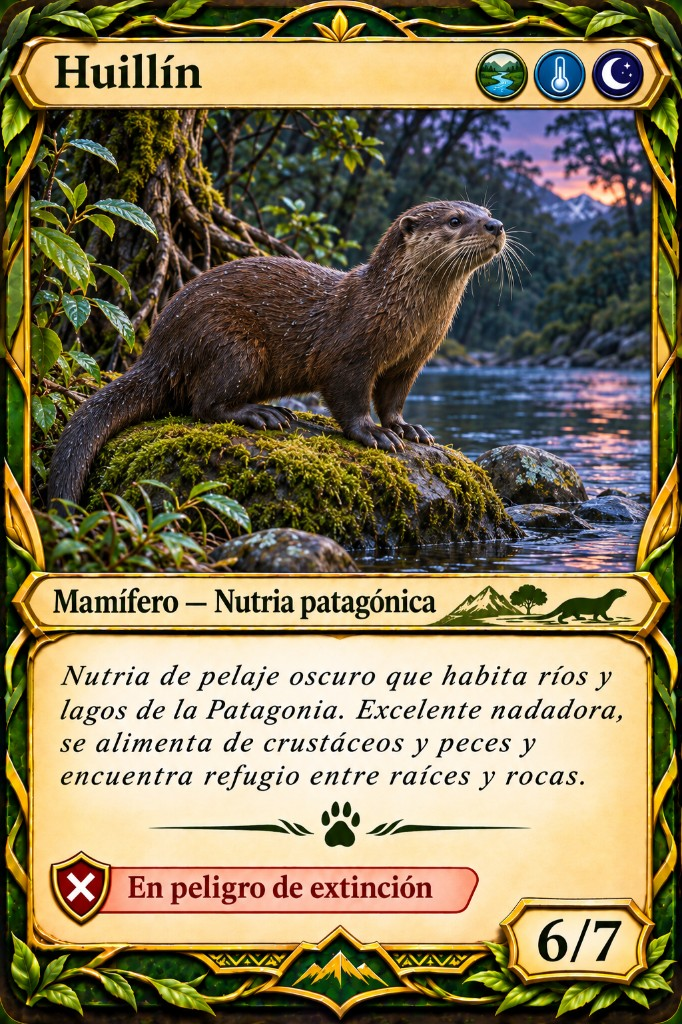 Huillín
Mamífero — Nutria patagónica
Nutria de pelaje oscuro que habita ríos y
lagos de la Patagonia. Excelente nadadora,
se alimenta de crustáceos y peces y
encuentra refugio entre raíces y rocas.
En peligro de extinción
6/7